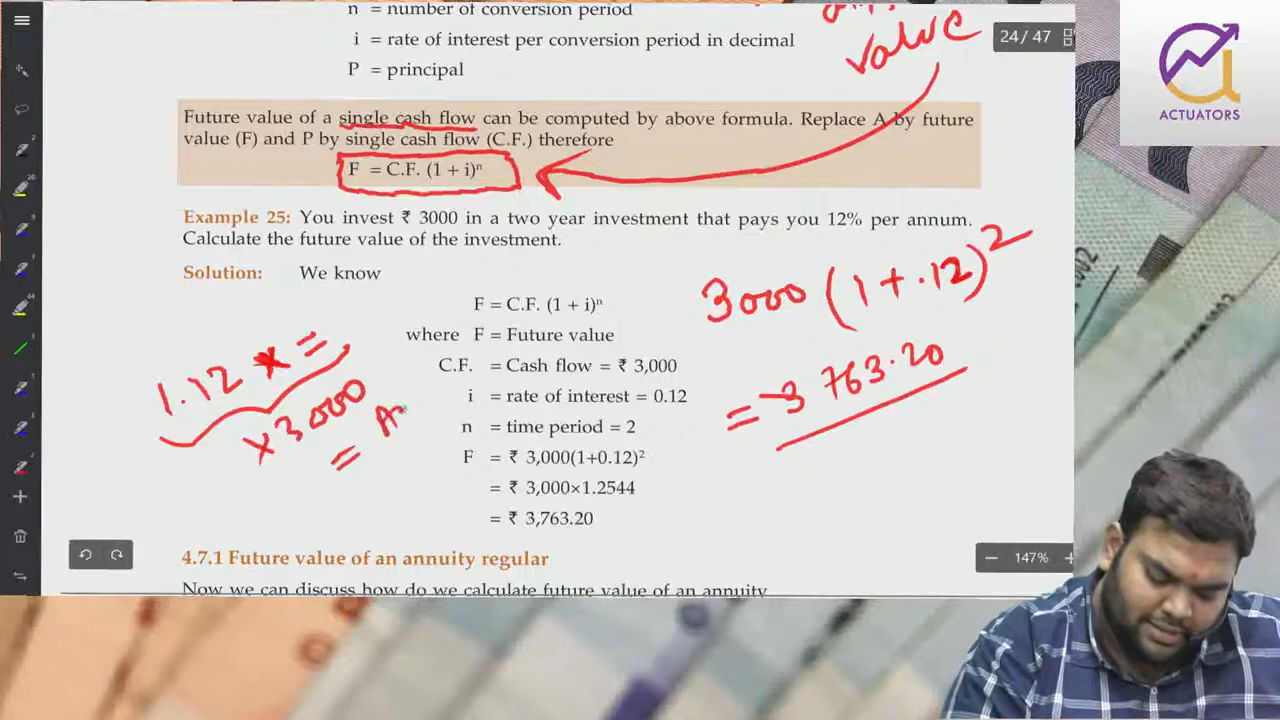 n = number of conversion period
i = rate of interest per conversion period in decimal
P = principal
value
24 / 47
ACTUATORS
Future value of a single cash flow can be computed by above formula. Replace A by future
value (F) and P by single cash flow (C.F.) therefore
F = C.F. (1 + i)ⁿ
Example 25: You invest ₹ 3000 in a two year investment that pays you 12% per annum.
Calculate the future value of the investment.
Solution: We know
3000 (1+.12)²
F = C.F. (1 + i)ⁿ
where F = Future value
C.F. = Cash flow = ₹ 3,000
i = rate of interest = 0.12
n = time period = 2
F = ₹ 3,000(1+0.12)²
= ₹ 3,000×1.2544
= ₹ 3,763.20
1.12 × =
×3000
=
= 3763.20
4.7.1 Future value of an annuity regular
147%
Now we can discuss how do we calculate future value of an annuity